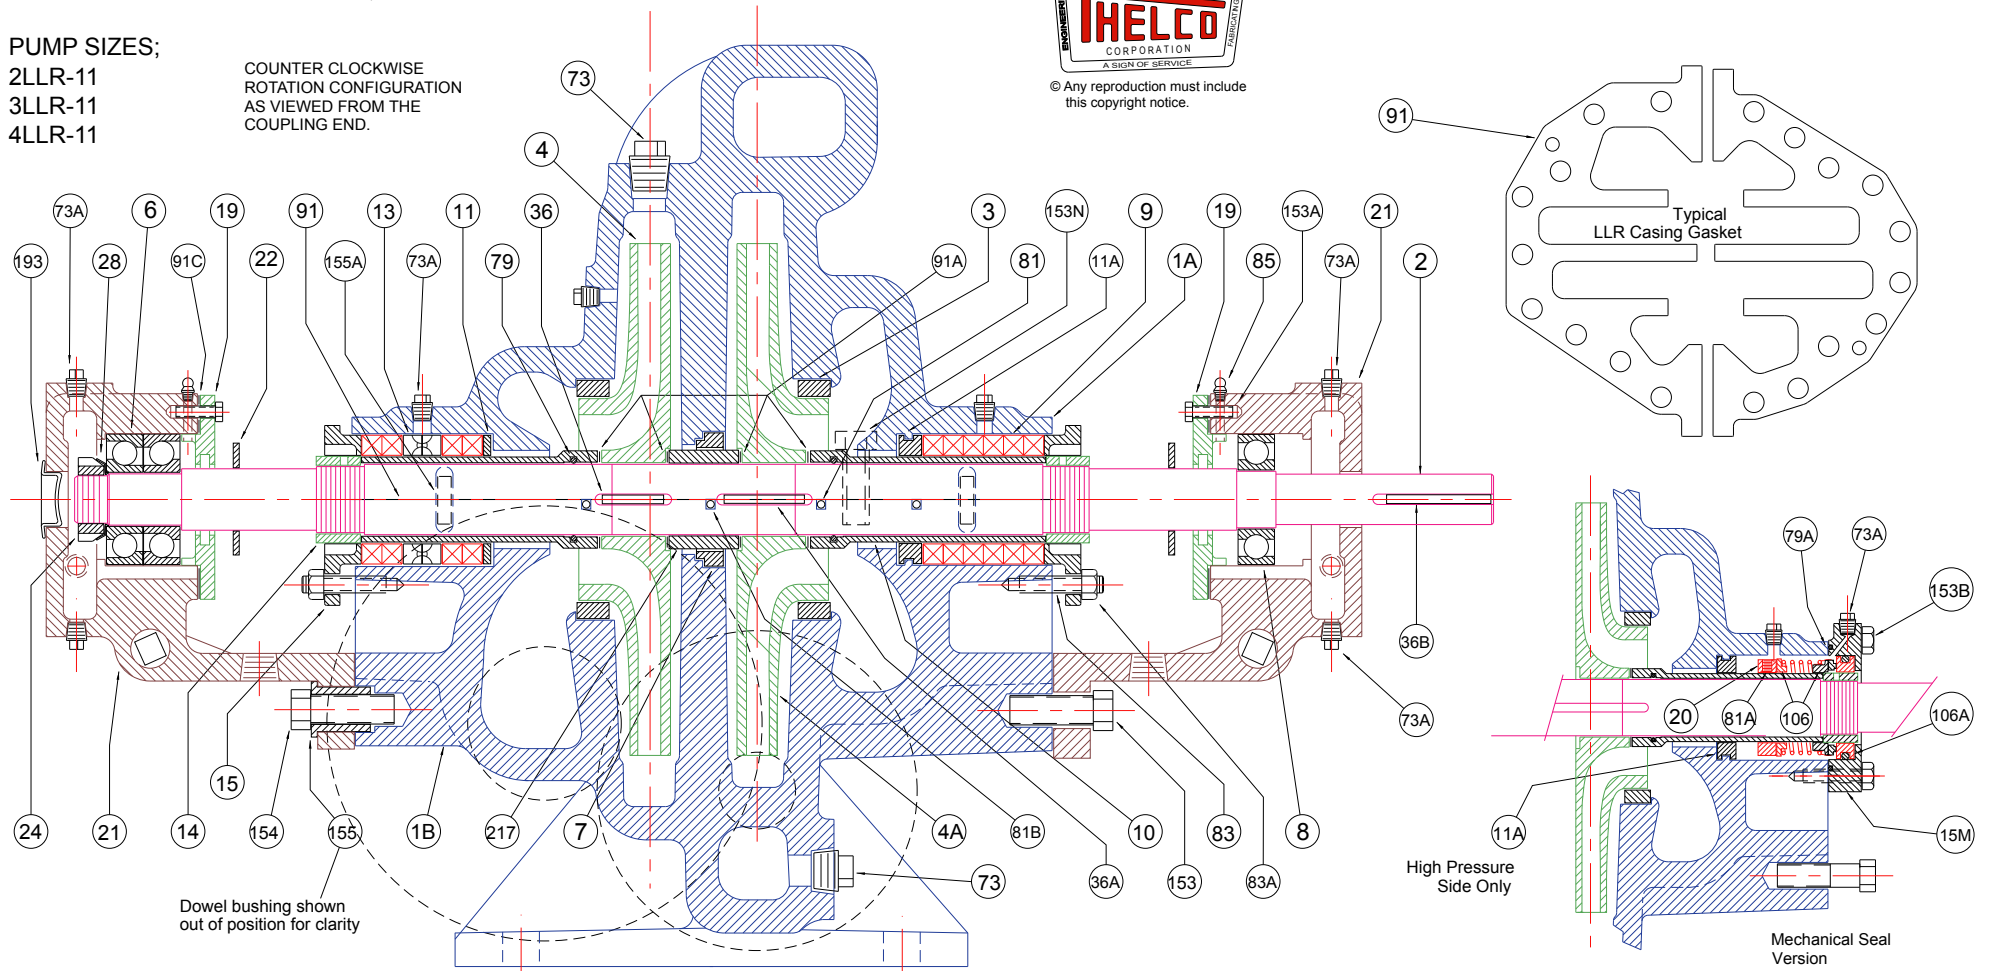 PUMP SIZES;
2LLR-11
3LLR-11
4LLR-11
COUNTER CLOCKWISE
ROTATION CONFIGURATION
AS VIEWED FROM THE
COUPLING END.
ENGINEERING
THELCO
FABRICATING
CORPORATION
A SIGN OF SERVICE
© Any reproduction must include
this copyright notice.
73
4
91
73A
6
19
91
13
11
36
3
153N
9
19
153A
21
193
28
91C
22
155A
73A
79
91A
81
11A
1A
85
73A
2
Typical
LLR Casing Gasket
79A
73A
153B
36B
20
81A
106
106A
73A
15
24
21
14
154
155
1B
217
7
4A
81B
10
83
8
11A
15M
73
36A
153
83A
Dowel bushing shown
out of position for clarity
High Pressure
Side Only
Mechanical Seal
Version